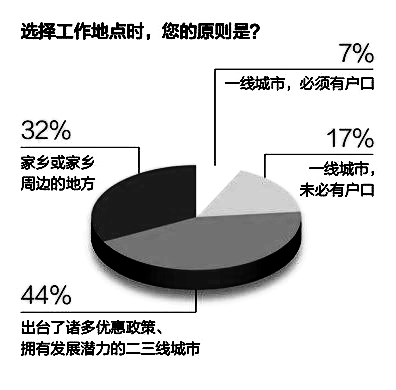 选择工作地点时，您的原则是？
7%
一线城市，必须有户口
32%
家乡或家乡
周边的地方
17%
一线城市，
未必有户口
44%
出台了诸多优惠政策、
拥有发展潜力的二三线城市